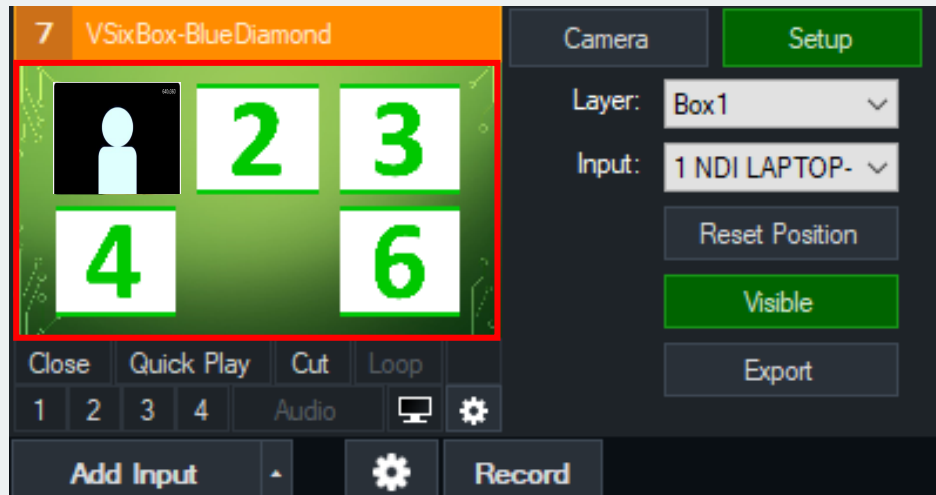 7 VSixBox-BlueDiamond
Camera Setup
Layer: Box1
Input: 1 NDI LAPTOP-
Reset Position
Visible
Export
2 3
4 6
Close Quick Play Cut Loop
1 2 3 4 Audio
Add Input Record